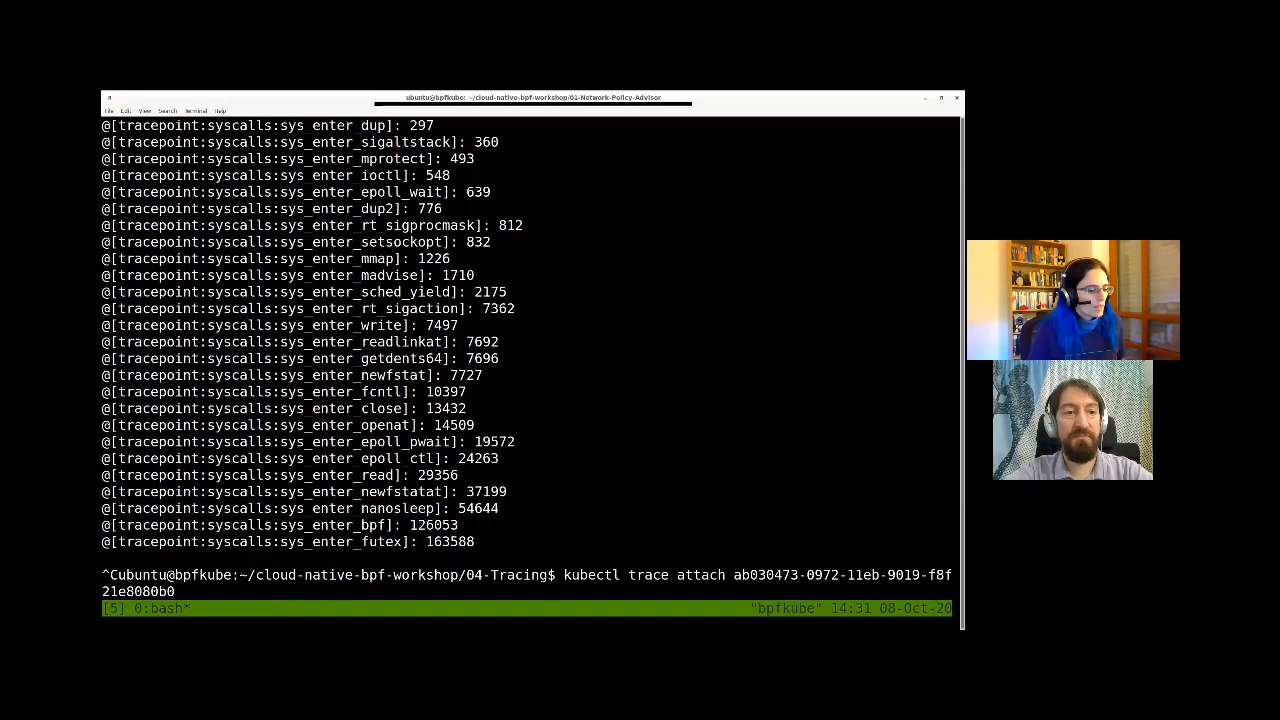 ubuntu@bpfkube: ~/cloud-native-bpf-workshop/01-Network-Policy-Advisor
File Edit View Search Terminal Help
@[tracepoint:syscalls:sys_enter_dup]: 297
@[tracepoint:syscalls:sys_enter_sigaltstack]: 360
@[tracepoint:syscalls:sys_enter_mprotect]: 493
@[tracepoint:syscalls:sys_enter_ioctl]: 548
@[tracepoint:syscalls:sys_enter_epoll_wait]: 639
@[tracepoint:syscalls:sys_enter_dup2]: 776
@[tracepoint:syscalls:sys_enter_rt_sigprocmask]: 812
@[tracepoint:syscalls:sys_enter_setsockopt]: 832
@[tracepoint:syscalls:sys_enter_mmap]: 1226
@[tracepoint:syscalls:sys_enter_madvise]: 1710
@[tracepoint:syscalls:sys_enter_sched_yield]: 2175
@[tracepoint:syscalls:sys_enter_rt_sigaction]: 7362
@[tracepoint:syscalls:sys_enter_write]: 7497
@[tracepoint:syscalls:sys_enter_readlinkat]: 7692
@[tracepoint:syscalls:sys_enter_getdents64]: 7696
@[tracepoint:syscalls:sys_enter_newfstat]: 7727
@[tracepoint:syscalls:sys_enter_fcntl]: 10397
@[tracepoint:syscalls:sys_enter_close]: 13432
@[tracepoint:syscalls:sys_enter_openat]: 14509
@[tracepoint:syscalls:sys_enter_epoll_pwait]: 19572
@[tracepoint:syscalls:sys_enter_epoll_ctl]: 24263
@[tracepoint:syscalls:sys_enter_read]: 29356
@[tracepoint:syscalls:sys_enter_newfstatat]: 37199
@[tracepoint:syscalls:sys_enter_nanosleep]: 54644
@[tracepoint:syscalls:sys_enter_bpf]: 126053
@[tracepoint:syscalls:sys_enter_futex]: 163588
^Cubuntu@bpfkube:~/cloud-native-bpf-workshop/04-Tracing$ kubectl trace attach ab030473-0972-11eb-9019-f8f
21e8080b0
[5] 0:bash* "bpfkube" 14:31 08-Oct-20